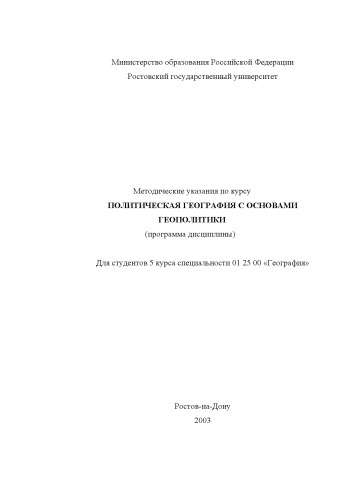 Министерство образования Российской Федерации
Ростовский государственный университет
Методические указания по курсу
ПОЛИТИЧЕСКАЯ ГЕОГРАФИЯ С ОСНОВАМИ
ГЕОПОЛИТИКИ
(программа дисциплины)
Для студентов 5 курса специальности 01 25 00 «География»
Ростов-на-Дону
2003